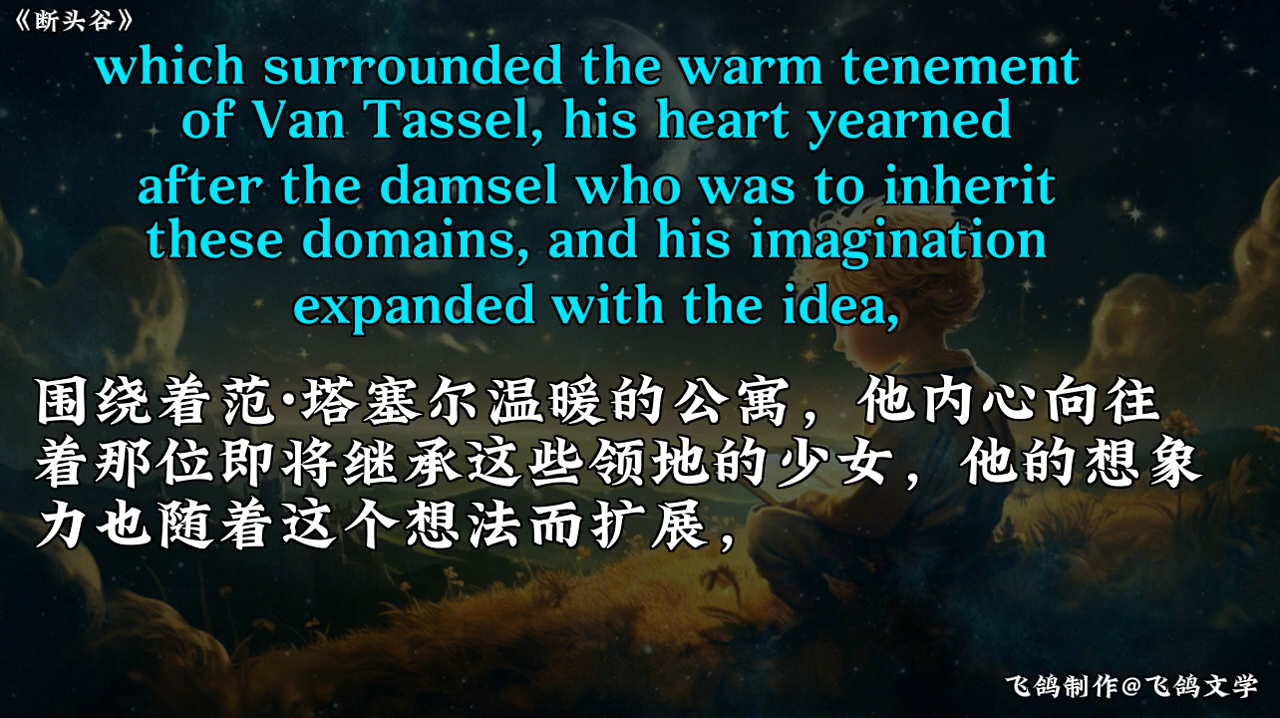 《断头谷》
which surrounded the warm tenement
of Van Tassel, his heart yearned
after the damsel who was to inherit
these domains, and his imagination
expanded with the idea,
围绕着范·塔塞尔温暖的公寓，他内心向往
着那位即将继承这些领地的少女，他的想象
力也随着这个想法而扩展，
飞鸽制作@飞鸽文学